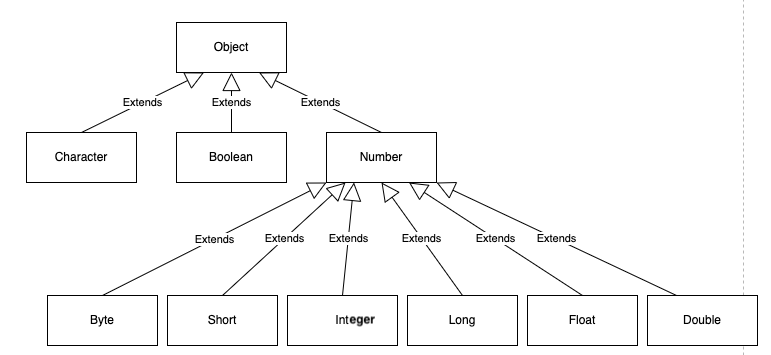 Object
Extends
Extends
Extends
Character
Boolean
Number
Extends
Extends
Extends
Extends
Extends
Extends
Byte
Short
Integer
Long
Float
Double